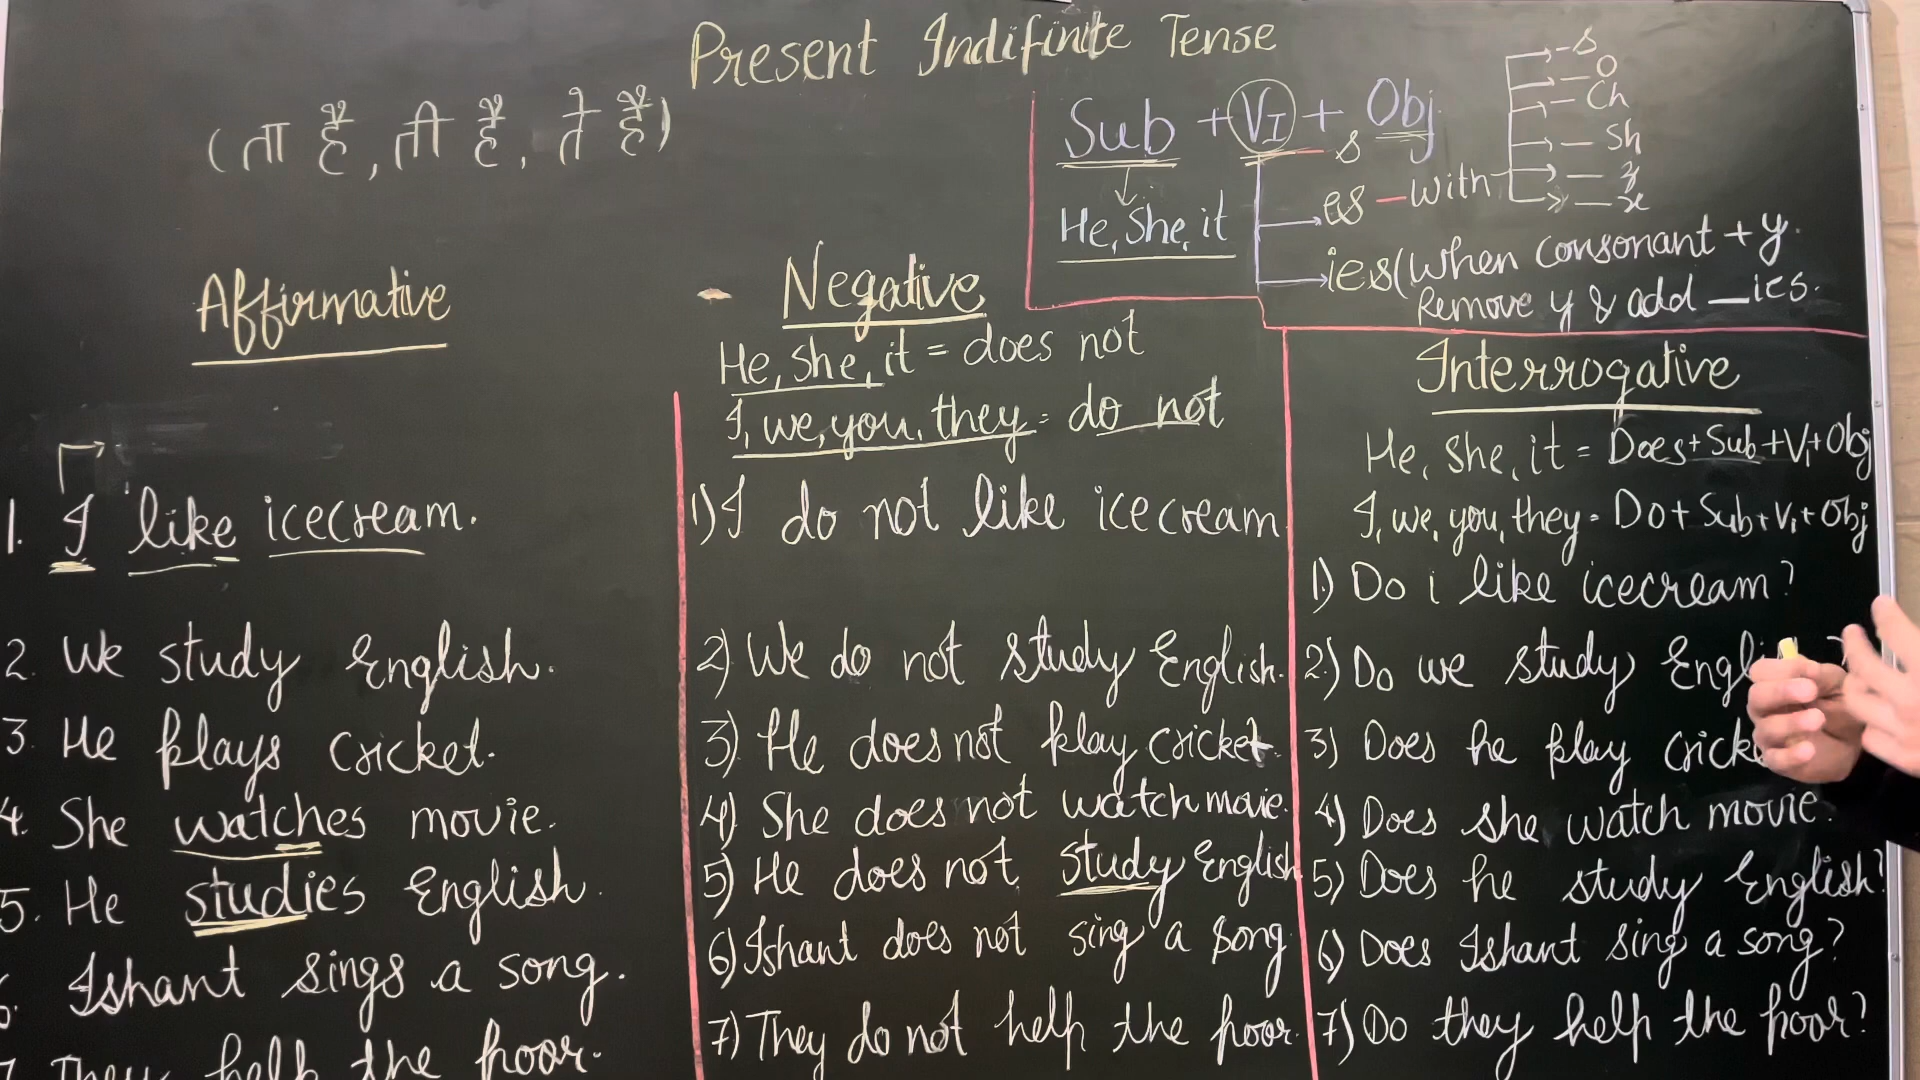 Present Indifinite Tense
(ता है, ती है, ते हैं)
Sub + V1 + Obj
He, She, it
s
es — with
-s
— O
— Ch
— Sh
— z
— x
ies (When consonant + y.
Remove y & add __ies.
Affirmative
1. I like icecream.
2. We study English.
3. He plays cricket.
4. She watches movie.
5. He studies English.
6. Ishant sings a song.
7. They help the poor.
Negative
He, She, it = does not
I, we, you, they = do not
1) I do not like icecream
2) We do not study English.
3) He does not play cricket.
4) She does not watch movie.
5) He does not study English
6) Ishant does not sing a song
7) They do not help the poor.
Interrogative
He, She, it = Does + Sub + V1 + Obj
I, we, you, they = Do + Sub + V1 + Obj
1) Do i like icecream?
2) Do we study Engli ?
3) Does he play cricke
4) Does she watch movie?
5) Does he study English?
6) Does Ishant sing a song?
7) Do they help the poor?